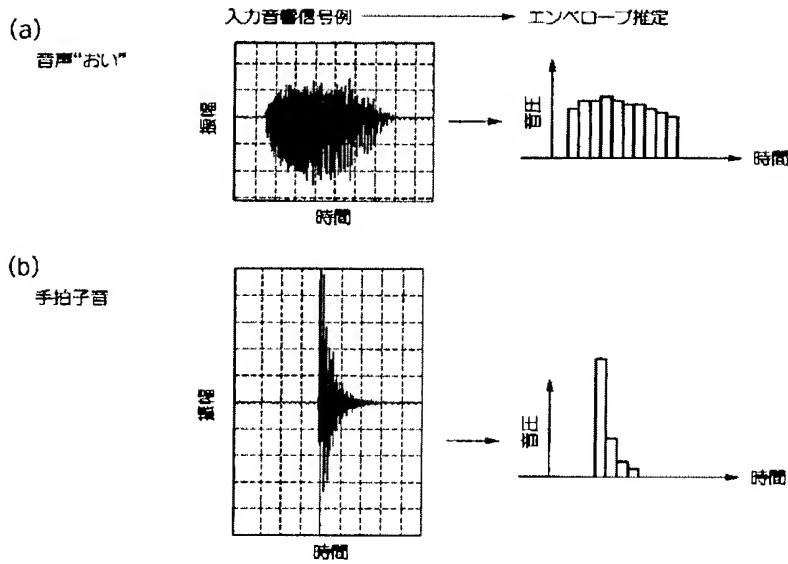 入力音響信号例 エンベロープ推定
(a)
音声“おい”
振幅
時間
音圧
時間
(b)
手拍子音
振幅
時間
音圧
時間